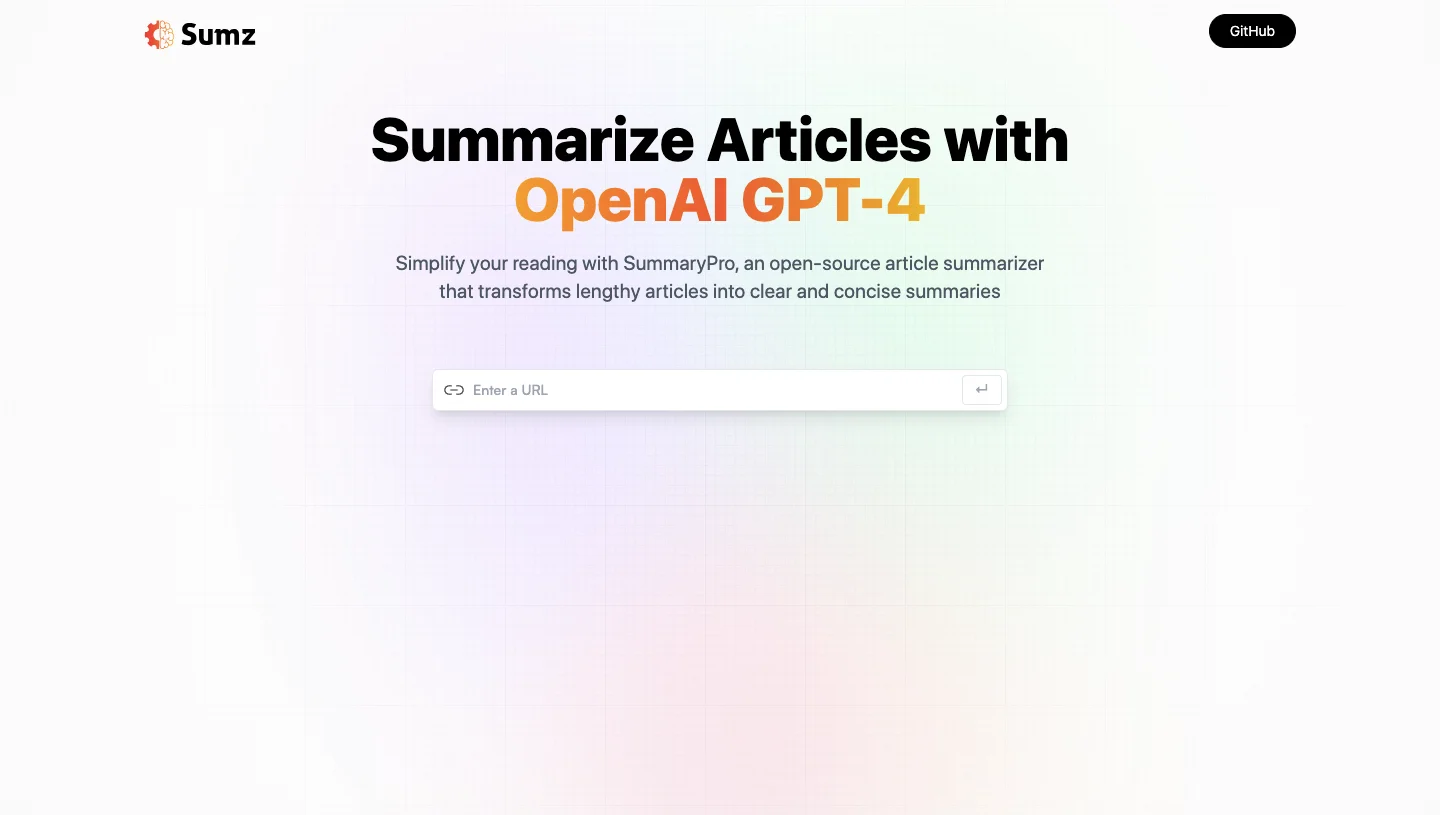 Sumz
GitHub
Summarize Articles with
OpenAI GPT-4
Simplify your reading with SummaryPro, an open-source article summarizer
that transforms lengthy articles into clear and concise summaries
Enter a URL